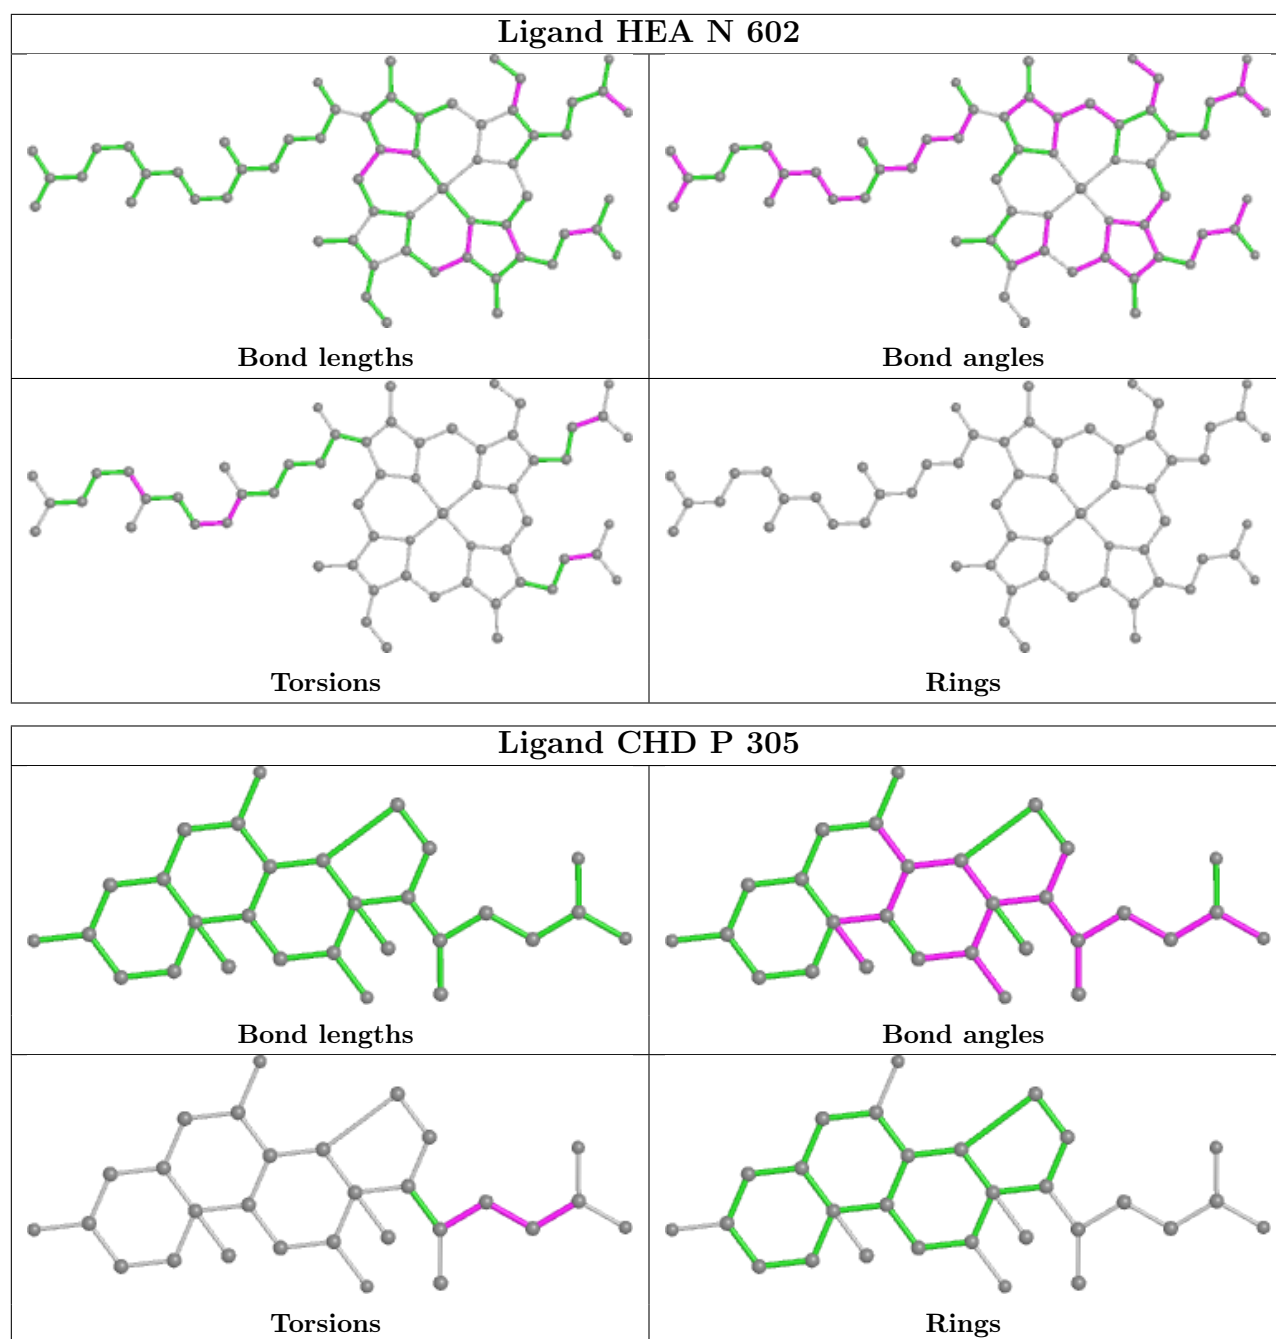 Ligand HEA N 602
Bond lengths
Bond angles
Torsions
Rings
Ligand CHD P 305
Bond lengths
Bond angles
Torsions
Rings